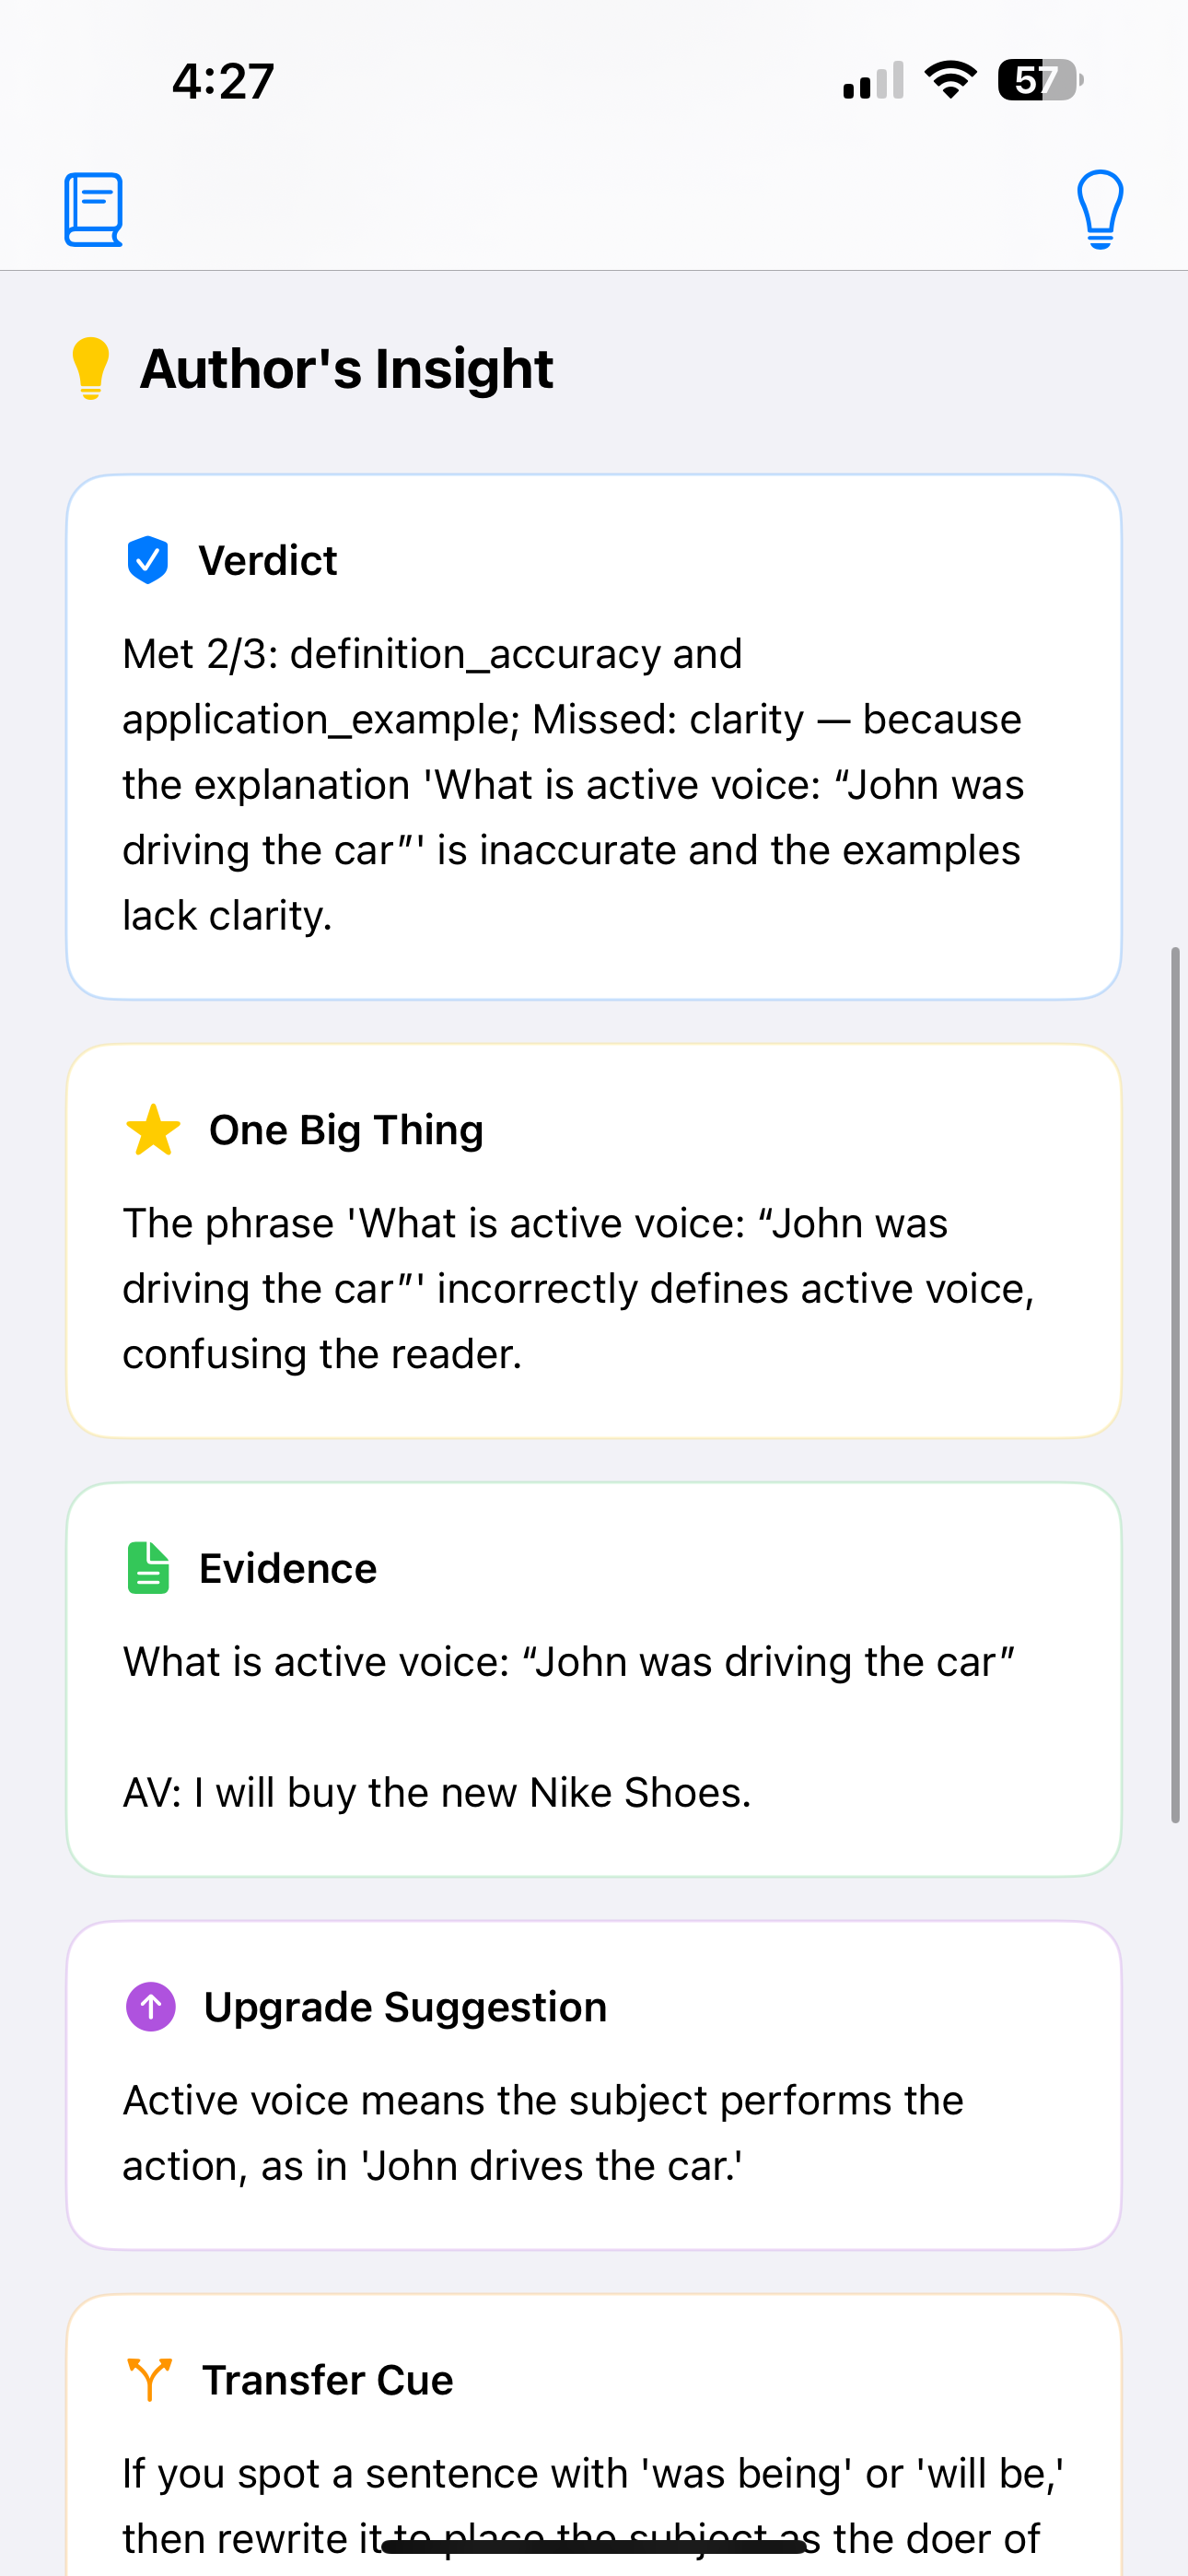 4:27
57
Author's Insight
Verdict
Met 2/3: definition_accuracy and
application_example; Missed: clarity — because
the explanation 'What is active voice: “John was
driving the car”' is inaccurate and the examples
lack clarity.
One Big Thing
The phrase 'What is active voice: “John was
driving the car”' incorrectly defines active voice,
confusing the reader.
Evidence
What is active voice: “John was driving the car”
AV: I will buy the new Nike Shoes.
Upgrade Suggestion
Active voice means the subject performs the
action, as in 'John drives the car.'
Transfer Cue
If you spot a sentence with 'was being' or 'will be,'
then rewrite it to place the subject as the doer of